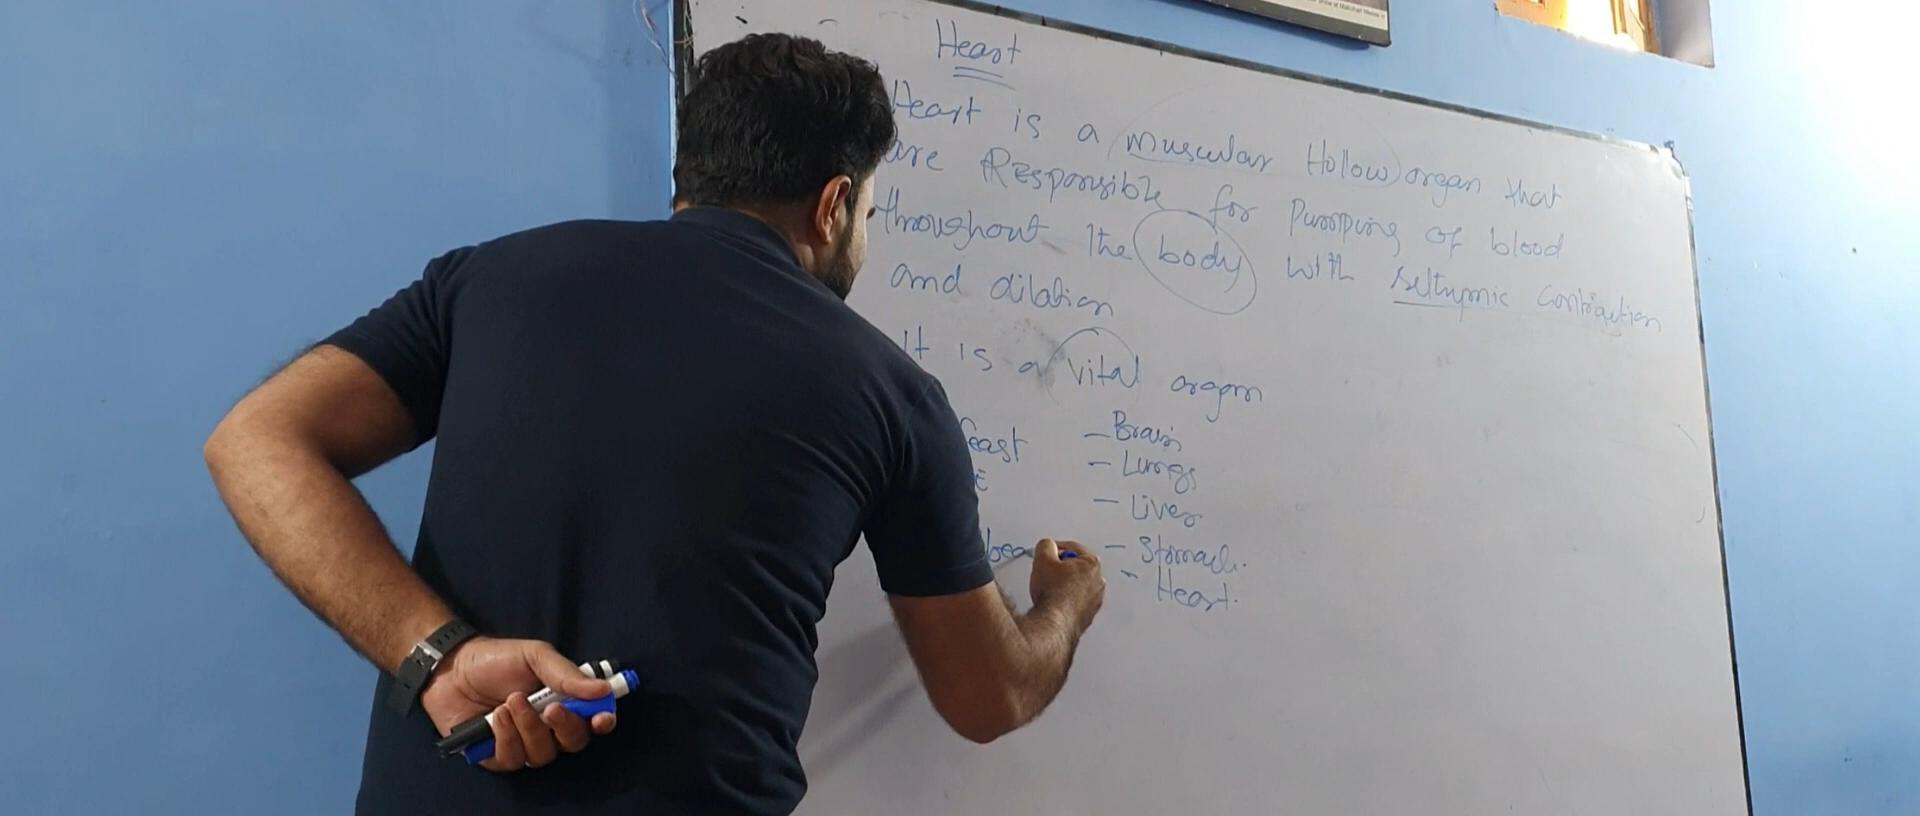 Heart
Heart is a muscular Hollow organ that
are Responsible for Pumping of blood
throughout the body with Rethymic Contraction
and dilation
It is a vital organ
- Brain
- Lungs
- Liver
- Stomach.
- Heart.